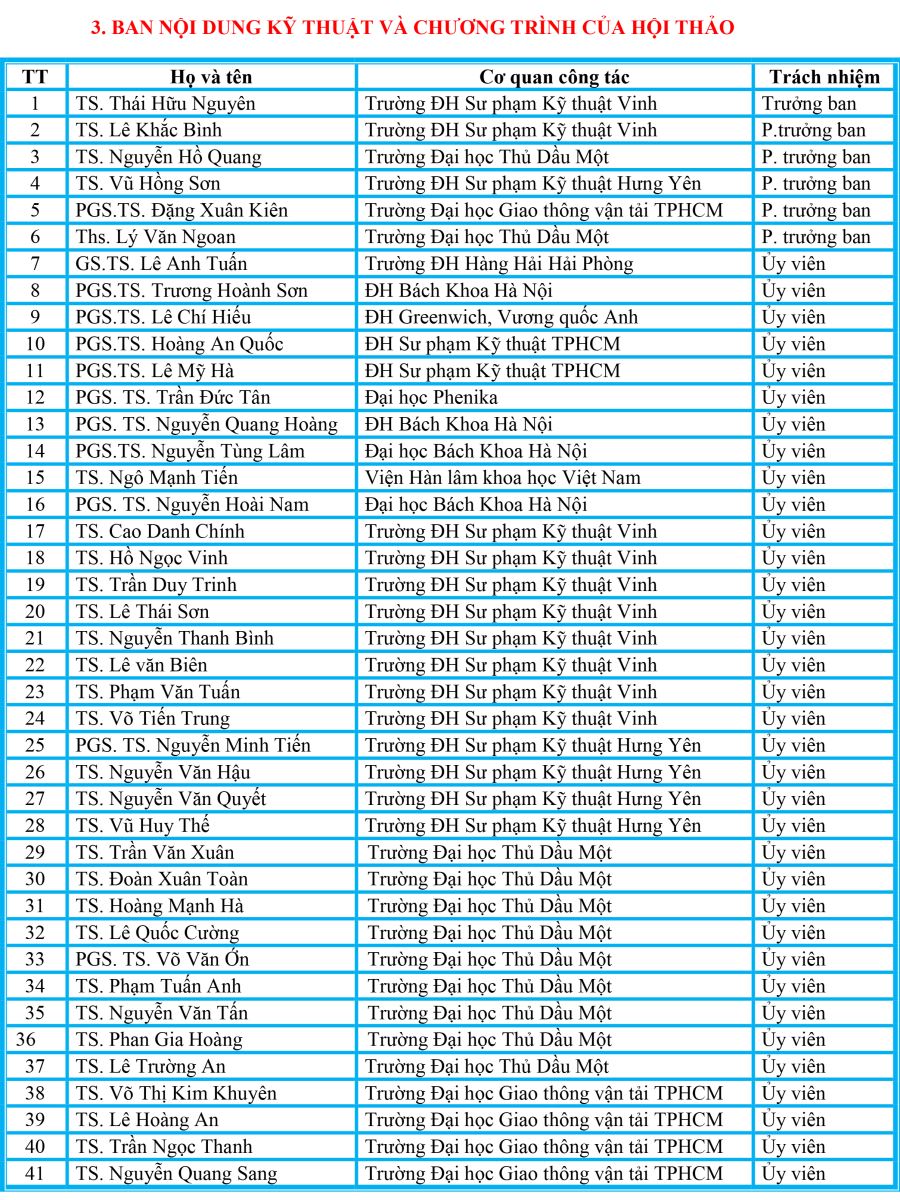 3. BAN NỘI DUNG KỸ THUẬT VÀ CHƯƠNG TRÌNH CỦA HỘI THẢO
TT Họ và tên Cơ quan công tác Trách nhiệm
1 TS. Thái Hữu Nguyên Trường ĐH Sư phạm Kỹ thuật Vinh Trưởng ban
2 TS. Lê Khắc Bình Trường ĐH Sư phạm Kỹ thuật Vinh P.trưởng ban
3 TS. Nguyễn Hồ Quang Trường Đại học Thủ Dầu Một P. trưởng ban
4 TS. Vũ Hồng Sơn Trường ĐH Sư phạm Kỹ thuật Hưng Yên P. trưởng ban
5 PGS.TS. Đặng Xuân Kiên Trường Đại học Giao thông vận tải TPHCM P. trưởng ban
6 Ths. Lý Văn Ngoan Trường Đại học Thủ Dầu Một P. trưởng ban
7 GS.TS. Lê Anh Tuấn Trường ĐH Hàng Hải Hải Phòng Ủy viên
8 PGS.TS. Trương Hoành Sơn ĐH Bách Khoa Hà Nội Ủy viên
9 PGS.TS. Lê Chí Hiếu ĐH Greenwich, Vương quốc Anh Ủy viên
10 PGS.TS. Hoàng An Quốc ĐH Sư phạm Kỹ thuật TPHCM Ủy viên
11 PGS.TS. Lê Mỹ Hà ĐH Sư phạm Kỹ thuật TPHCM Ủy viên
12 PGS. TS. Trần Đức Tân Đại học Phenika Ủy viên
13 PGS. TS. Nguyễn Quang Hoàng ĐH Bách Khoa Hà Nội Ủy viên
14 PGS.TS. Nguyễn Tùng Lâm Đại học Bách Khoa Hà Nội Ủy viên
15 TS. Ngô Mạnh Tiến Viện Hàn lâm khoa học Việt Nam Ủy viên
16 PGS. TS. Nguyễn Hoài Nam Đại học Bách Khoa Hà Nội Ủy viên
17 TS. Cao Danh Chính Trường ĐH Sư phạm Kỹ thuật Vinh Ủy viên
18 TS. Hồ Ngọc Vinh Trường ĐH Sư phạm Kỹ thuật Vinh Ủy viên
19 TS. Trần Duy Trinh Trường ĐH Sư phạm Kỹ thuật Vinh Ủy viên
20 TS. Lê Thái Sơn Trường ĐH Sư phạm Kỹ thuật Vinh Ủy viên
21 TS. Nguyễn Thanh Bình Trường ĐH Sư phạm Kỹ thuật Vinh Ủy viên
22 TS. Lê văn Biên Trường ĐH Sư phạm Kỹ thuật Vinh Ủy viên
23 TS. Phạm Văn Tuấn Trường ĐH Sư phạm Kỹ thuật Vinh Ủy viên
24 TS. Võ Tiến Trung Trường ĐH Sư phạm Kỹ thuật Vinh Ủy viên
25 PGS. TS. Nguyễn Minh Tiến Trường ĐH Sư phạm Kỹ thuật Hưng Yên Ủy viên
26 TS. Nguyễn Văn Hậu Trường ĐH Sư phạm Kỹ thuật Hưng Yên Ủy viên
27 TS. Nguyễn Văn Quyết Trường ĐH Sư phạm Kỹ thuật Hưng Yên Ủy viên
28 TS. Vũ Huy Thế Trường ĐH Sư phạm Kỹ thuật Hưng Yên Ủy viên
29 TS. Trần Văn Xuân Trường Đại học Thủ Dầu Một Ủy viên
30 TS. Đoàn Xuân Toàn Trường Đại học Thủ Dầu Một Ủy viên
31 TS. Hoàng Mạnh Hà Trường Đại học Thủ Dầu Một Ủy viên
32 TS. Lê Quốc Cường Trường Đại học Thủ Dầu Một Ủy viên
33 PGS. TS. Võ Văn Ớn Trường Đại học Thủ Dầu Một Ủy viên
34 TS. Phạm Tuấn Anh Trường Đại học Thủ Dầu Một Ủy viên
35 TS. Nguyễn Văn Tấn Trường Đại học Thủ Dầu Một Ủy viên
36 TS. Phan Gia Hoàng Trường Đại học Thủ Dầu Một Ủy viên
37 TS. Lê Trường An Trường Đại học Thủ Dầu Một Ủy viên
38 TS. Võ Thị Kim Khuyên Trường Đại học Giao thông vận tải TPHCM Ủy viên
39 TS. Lê Hoàng An Trường Đại học Giao thông vận tải TPHCM Ủy viên
40 TS. Trần Ngọc Thanh Trường Đại học Giao thông vận tải TPHCM Ủy viên
41 TS. Nguyễn Quang Sang Trường Đại học Giao thông vận tải TPHCM Ủy viên